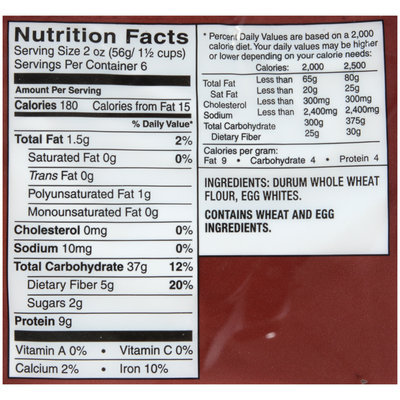 Nutrition Facts
Serving Size 2 oz (56g/ 1½ cups)
Servings Per Container 6
Amount Per Serving
Calories 180 Calories from Fat 15
% Daily Value*
Total Fat 1.5g 2%
Saturated Fat 0g 0%
Trans Fat 0g
Polyunsaturated Fat 1g
Monounsaturated Fat 0g
Cholesterol 0mg 0%
Sodium 10mg 0%
Total Carbohydrate 37g 12%
Dietary Fiber 5g 20%
Sugars 2g
Protein 9g
Vitamin A 0% • Vitamin C 0%
Calcium 2% • Iron 10%
* Percent Daily Values are based on a 2,000
calorie diet. Your daily values may be higher
or lower depending on your calorie needs:
Calories: 2,000 2,500
Total Fat Less than 65g 80g
Sat Fat Less than 20g 25g
Cholesterol Less than 300mg 300mg
Sodium Less than 2,400mg 2,400mg
Total Carbohydrate 300g 375g
Dietary Fiber 25g 30g
Calories per gram:
Fat 9 • Carbohydrate 4 • Protein 4
INGREDIENTS: DURUM WHOLE WHEAT
FLOUR, EGG WHITES.
CONTAINS WHEAT AND EGG
INGREDIENTS.